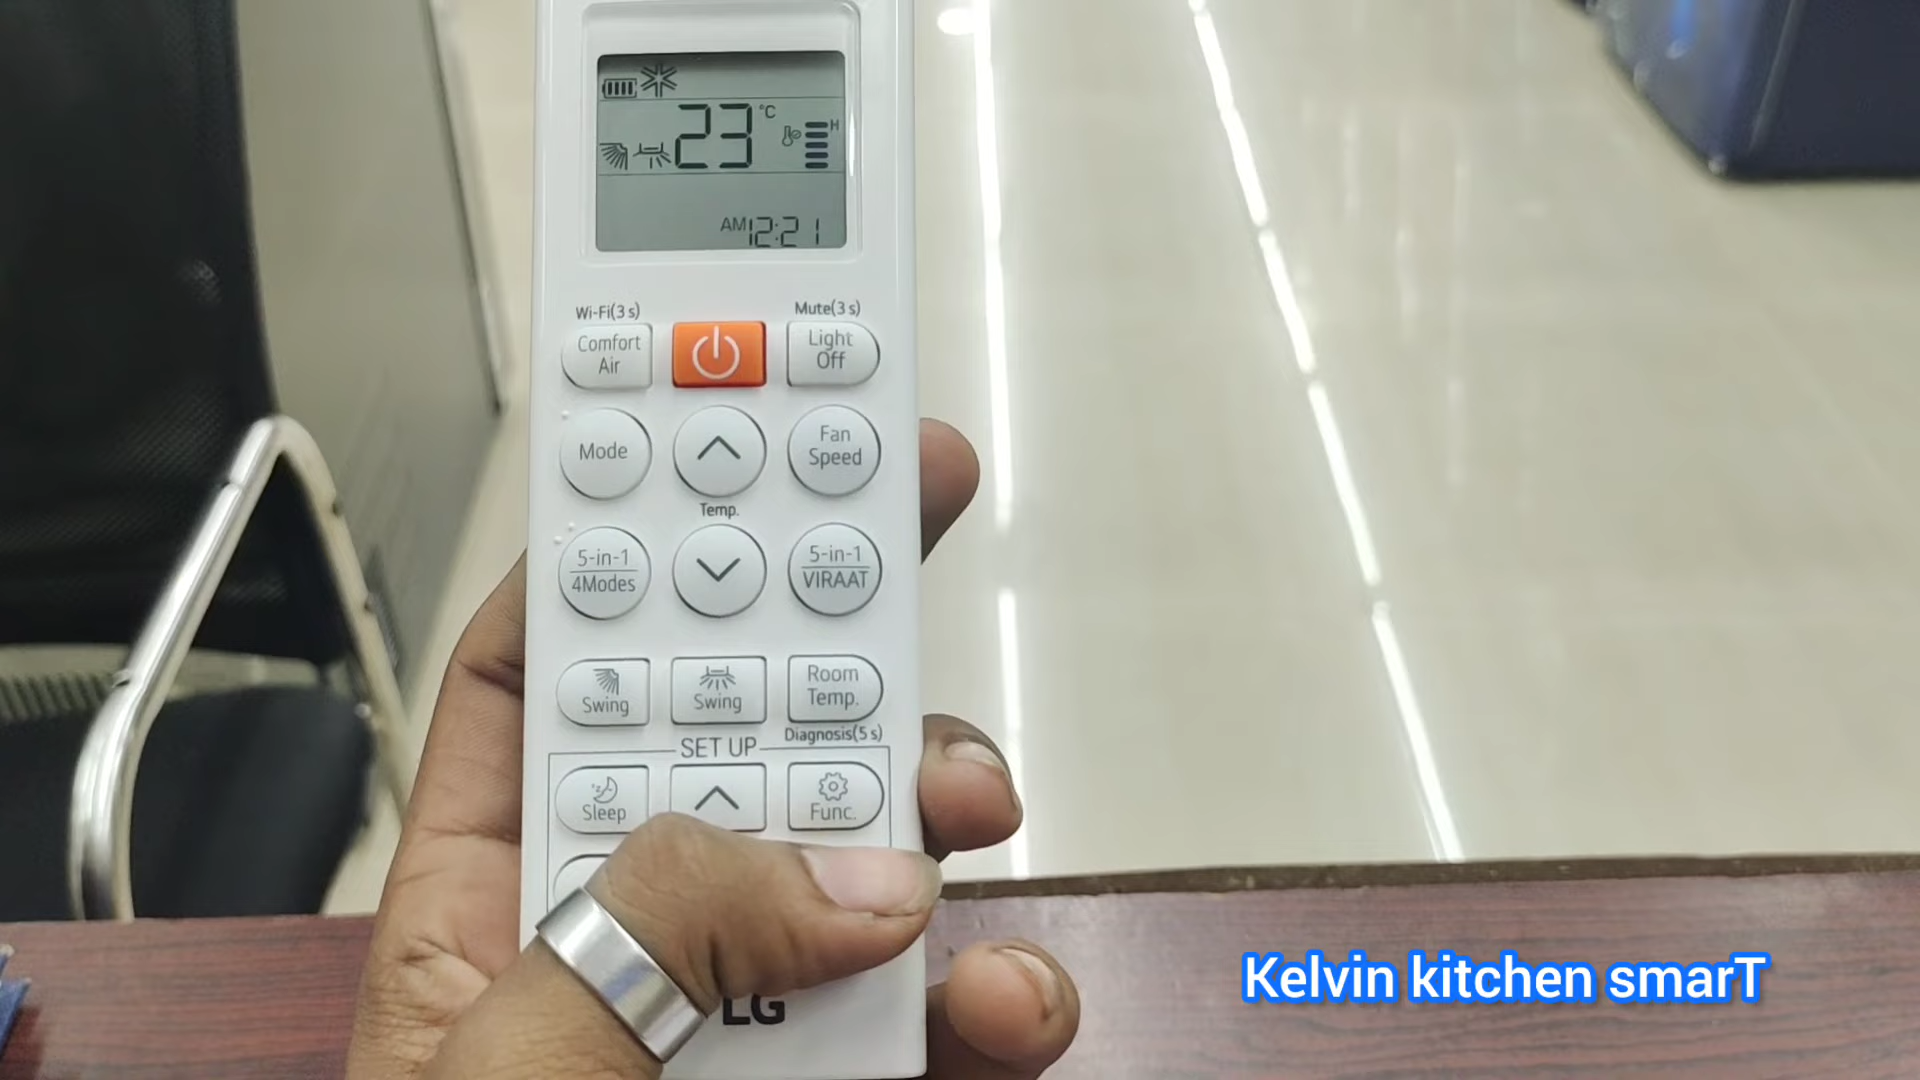 23 °C
H
AM 12:21
Wi-Fi(3 s)
Mute(3 s)
Comfort
Air
Light
Off
Mode
Fan
Speed
Temp.
5-in-1
4Modes
5-in-1
VIRAAT
Swing
Swing
Room
Temp.
Diagnosis(5 s)
SET UP
Sleep
Func.
LG
Kelvin kitchen smarT